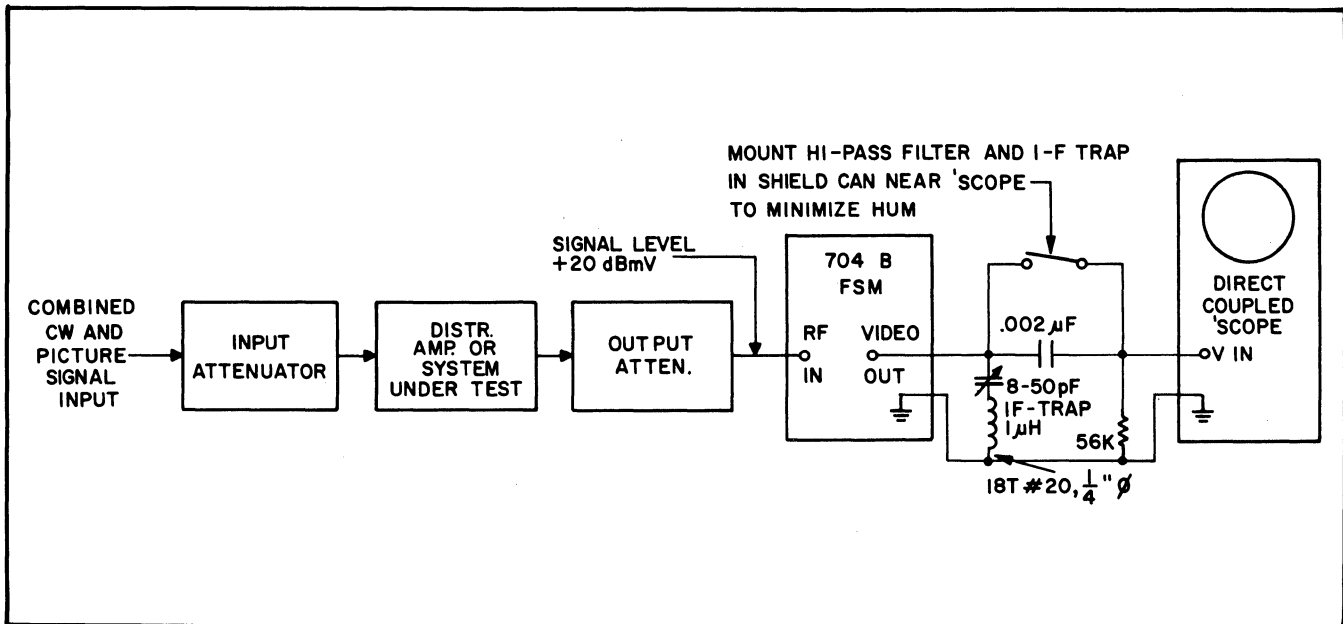 MOUNT HI-PASS FILTER AND I-F TRAP
IN SHIELD CAN NEAR 'SCOPE
TO MINIMIZE HUM
SIGNAL LEVEL
+20 dBmV
COMBINED
CW AND
PICTURE
SIGNAL
INPUT
INPUT
ATTENUATOR
DISTR.
AMP. OR
SYSTEM
UNDER TEST
OUTPUT
ATTEN.
704 B
FSM
RF
IN
VIDEO
OUT
.002 µF
8-50pF
IF-TRAP
1µH
18T #20, 1/4" Ø
56K
DIRECT
COUPLED
'SCOPE
V IN